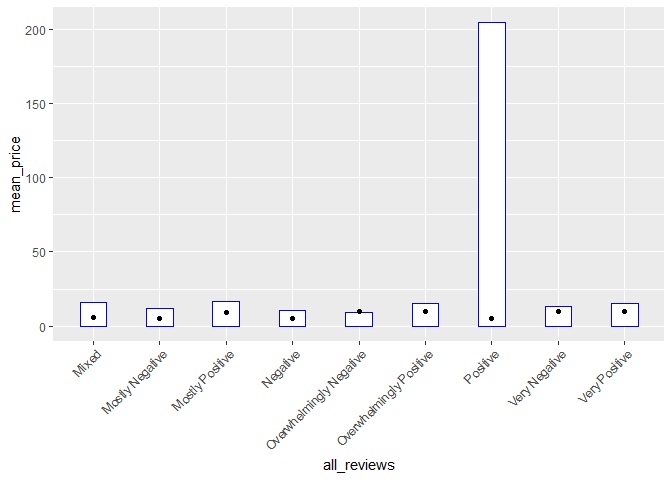 mean_price
200
150
100
50
0
Mixed
Mostly Negative
Mostly Positive
Negative
Overwhelmingly Negative
Overwhelmingly Positive
Positive
Very Negative
Very Positive
all_reviews